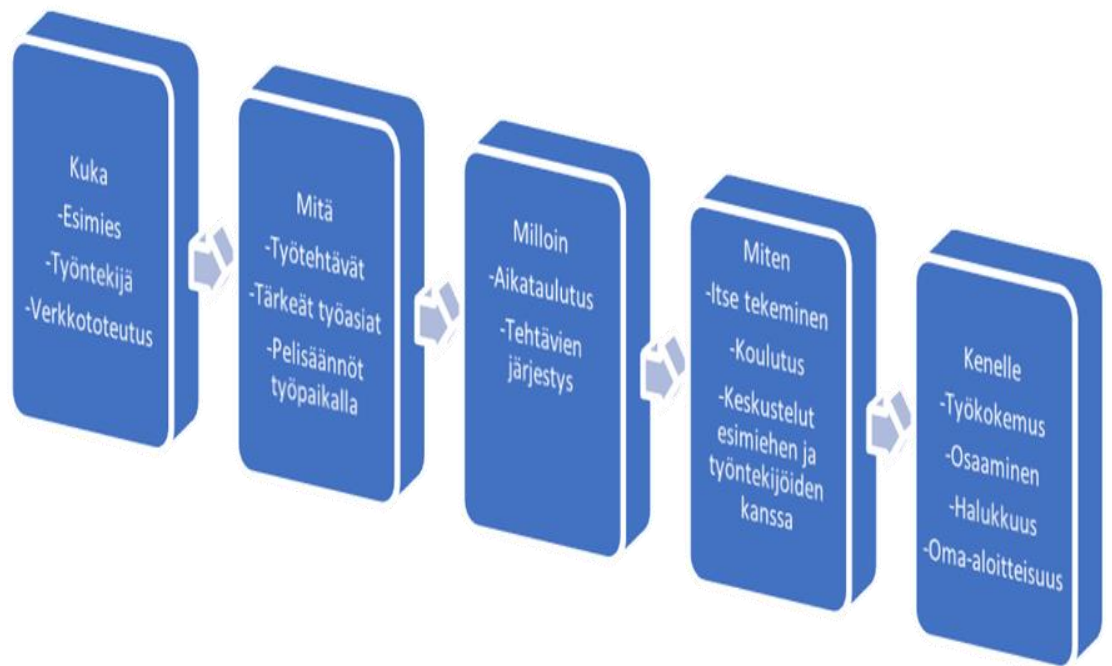 Kuka
-Esimies
-Työntekijä
-Verkkototeutus
Mitä
-Työtehtävät
-Tärkeät työasiat
-Pelisäännöt
työpaikalla
Milloin
-Aikataulutus
-Tehtävien
järjestys
Miten
-Itse tekeminen
-Koulutus
-Keskustelut
esimiehen ja
työntekijöiden
kanssa
Kenelle
-Työkokemus
-Osaaminen
-Halukkuus
-Oma-aloitteisuus